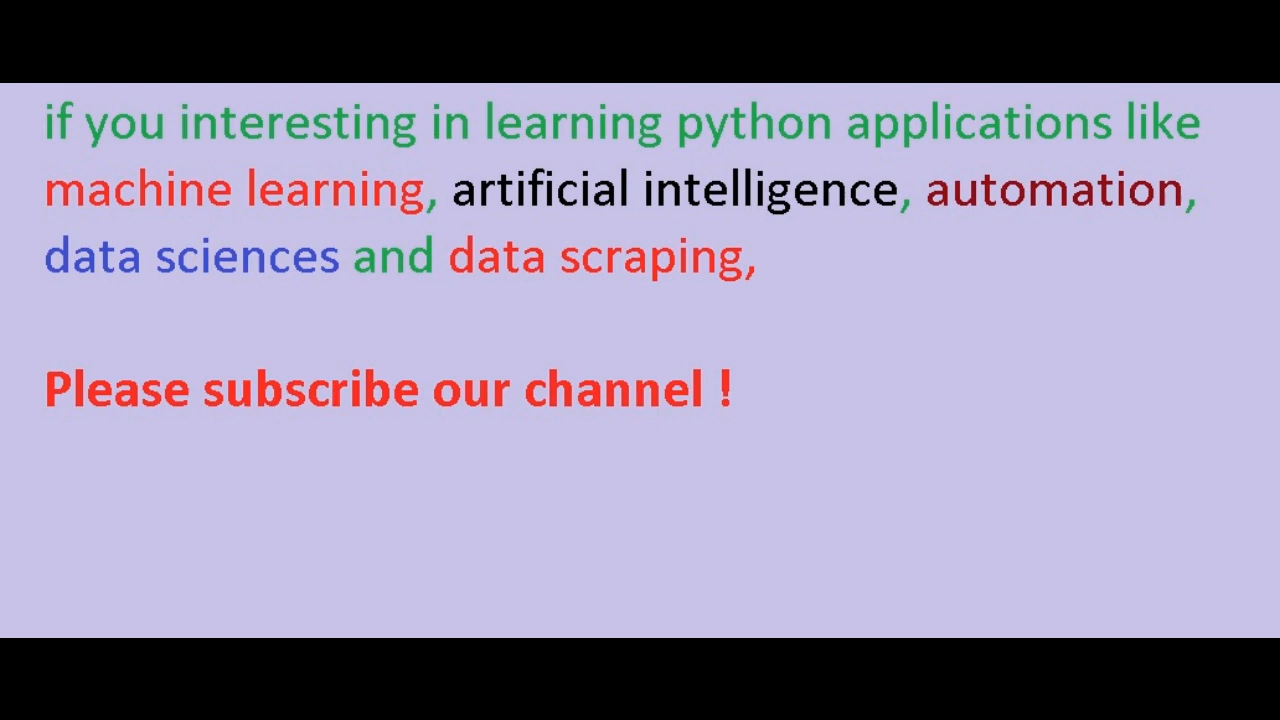 if you interesting in learning python applications like
machine learning, artificial intelligence, automation,
data sciences and data scraping,
Please subscribe our channel !